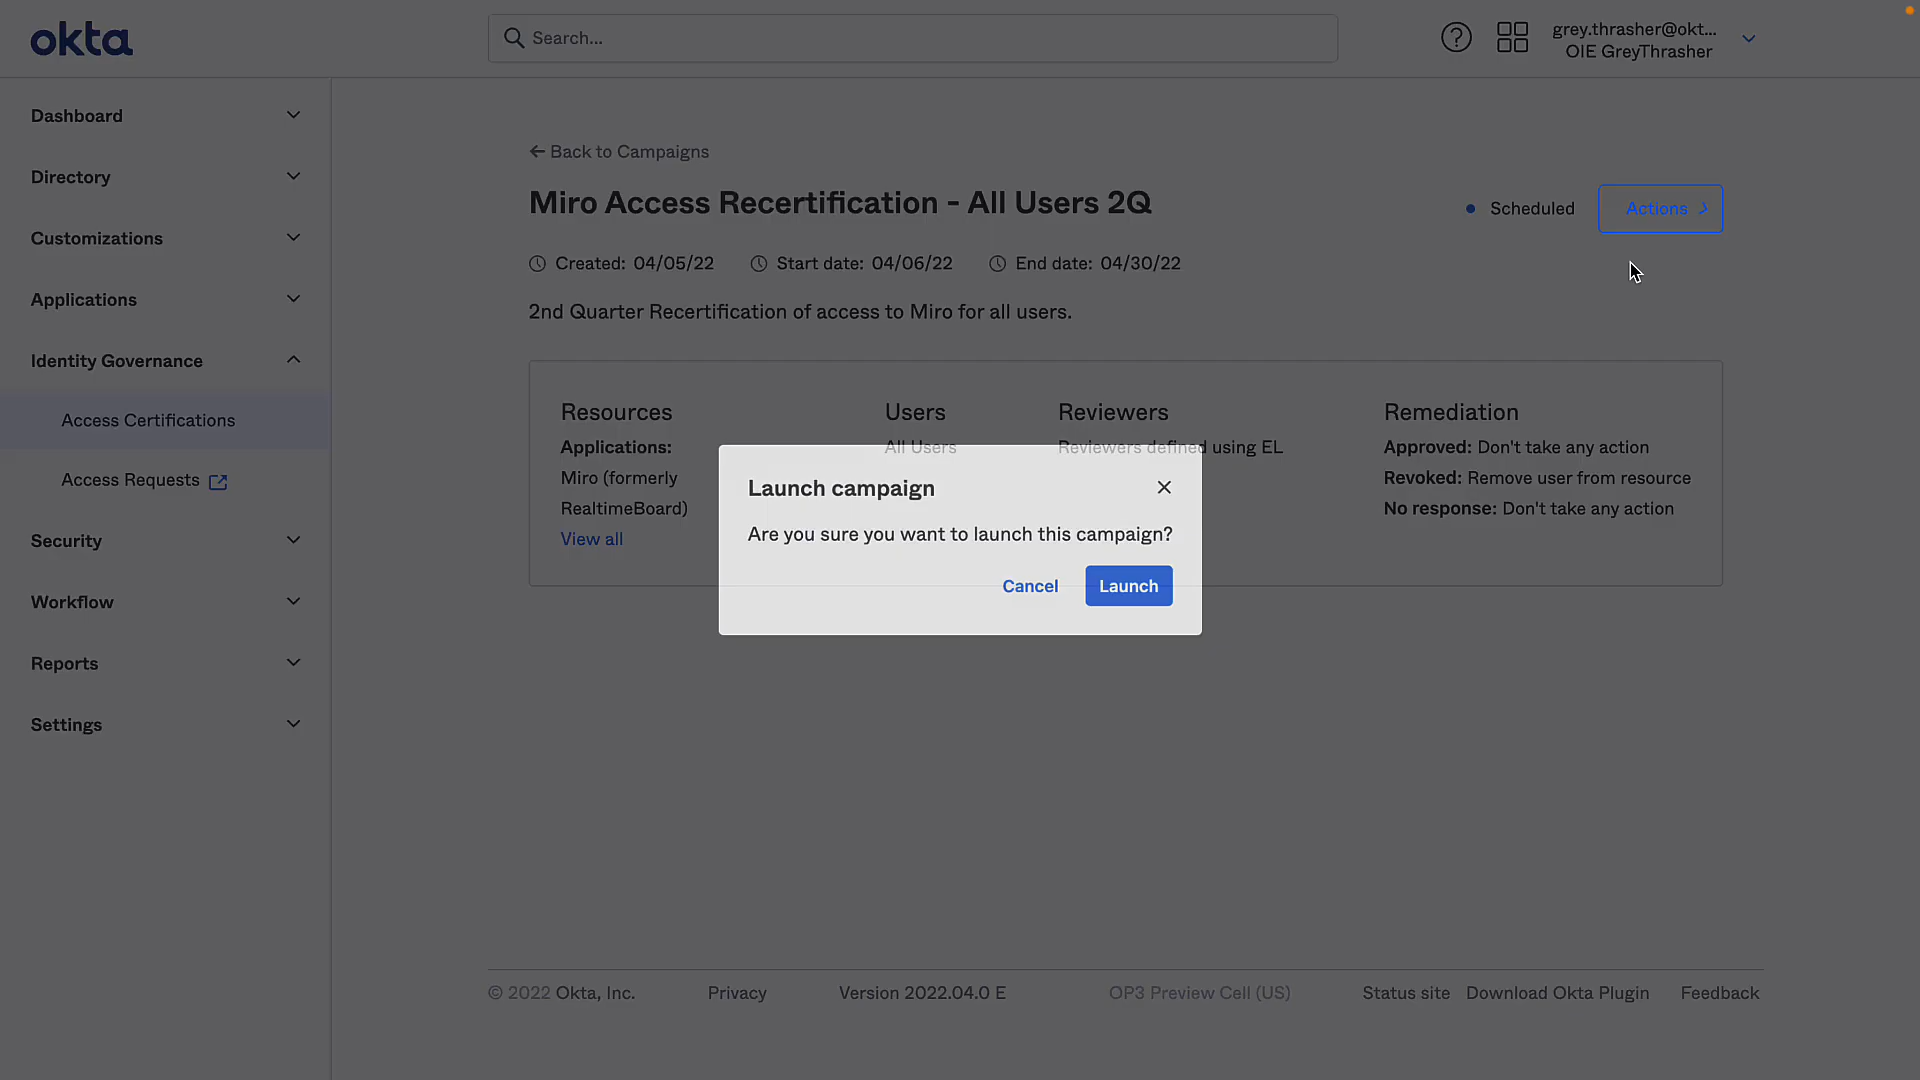 okta
Search...
grey.thrasher@okt...
OIE GreyThrasher
Dashboard
Directory
Customizations
Applications
Identity Governance
Access Certifications
Access Requests
Security
Workflow
Reports
Settings
Back to Campaigns
Miro Access Recertification - All Users 2Q
Scheduled
Actions
Created: 04/05/22
Start date: 04/06/22
End date: 04/30/22
2nd Quarter Recertification of access to Miro for all users.
Resources
Applications:
Miro (formerly
RealtimeBoard)
View all
Users
All Users
Reviewers
Reviewers defined using EL
Remediation
Approved: Don't take any action
Revoked: Remove user from resource
No response: Don't take any action
Launch campaign
Are you sure you want to launch this campaign?
Cancel
Launch
© 2022 Okta, Inc.
Privacy
Version 2022.04.0 E
OP3 Preview Cell (US)
Status site
Download Okta Plugin
Feedback